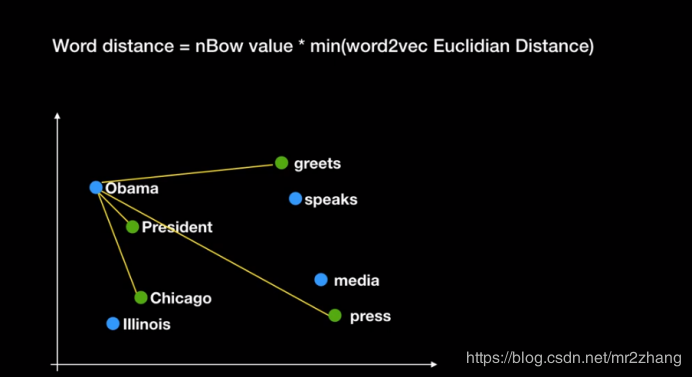 Word distance = nBow value * min(word2vec Euclidian Distance)
greets
Obama
speaks
President
media
Chicago
press
Illinois
https://blog.csdn.net/mr2zhang